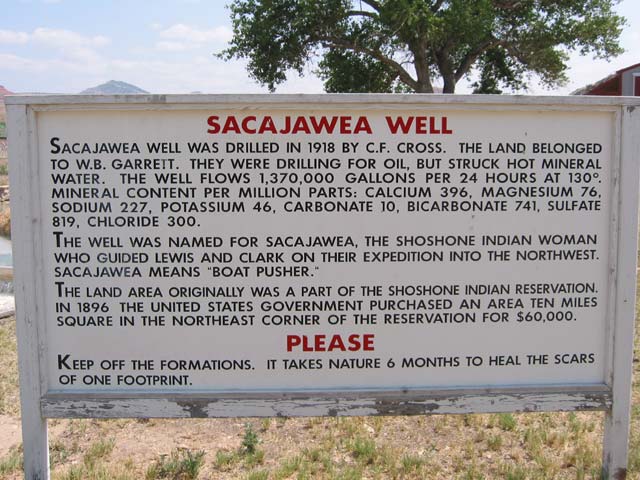 SACAJAWEA WELL
SACAJAWEA WELL WAS DRILLED IN 1918 BY C.F. CROSS. THE LAND BELONGED
TO W.B. GARRETT. THEY WERE DRILLING FOR OIL, BUT STRUCK HOT MINERAL
WATER. THE WELL FLOWS 1,370,000 GALLONS PER 24 HOURS AT 130°.
MINERAL CONTENT PER MILLION PARTS: CALCIUM 396, MAGNESIUM 76,
SODIUM 227, POTASSIUM 46, CARBONATE 10, BICARBONATE 741, SULFATE
819, CHLORIDE 300.
THE WELL WAS NAMED FOR SACAJAWEA, THE SHOSHONE INDIAN WOMAN
WHO GUIDED LEWIS AND CLARK ON THEIR EXPEDITION INTO THE NORTHWEST.
SACAJAWEA MEANS "BOAT PUSHER."
THE LAND AREA ORIGINALLY WAS A PART OF THE SHOSHONE INDIAN RESERVATION.
IN 1896 THE UNITED STATES GOVERNMENT PURCHASED AN AREA TEN MILES
SQUARE IN THE NORTHEAST CORNER OF THE RESERVATION FOR $60,000.
PLEASE
KEEP OFF THE FORMATIONS. IT TAKES NATURE 6 MONTHS TO HEAL THE SCARS
OF ONE FOOTPRINT.